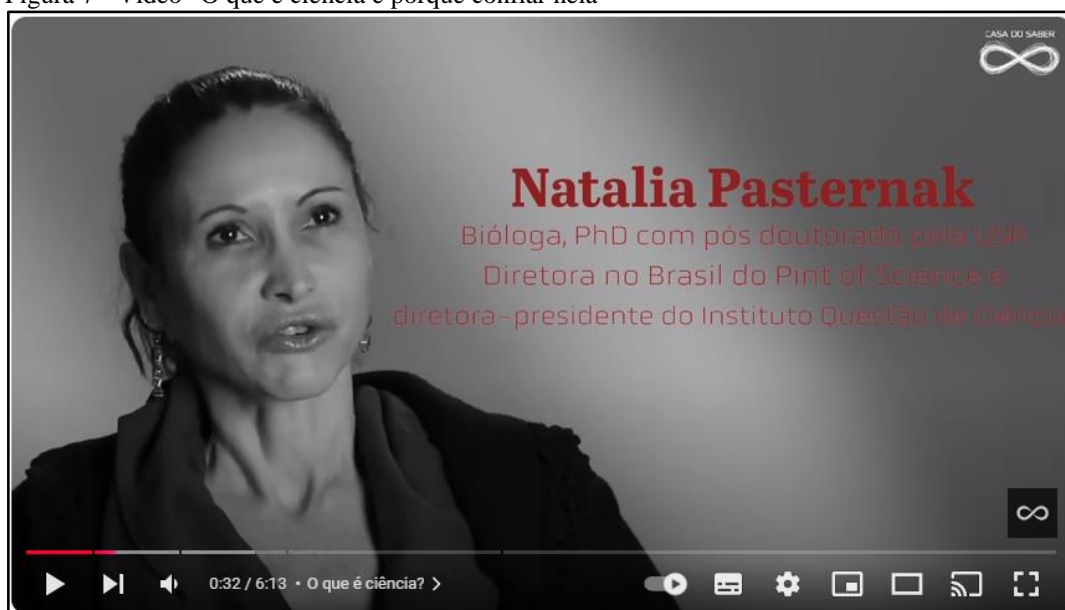 Figura 7 – Vídeo "O que é ciência e porque confiar nela"
CASA DO SABER
Natalia Pasternak
Bióloga, PhD com pós doutorado pela USP.
Diretora no Brasil do Pint of Science e
diretora-presidente do Instituto Questão de Ciência
0:32 / 6:13 • O que é ciência? >